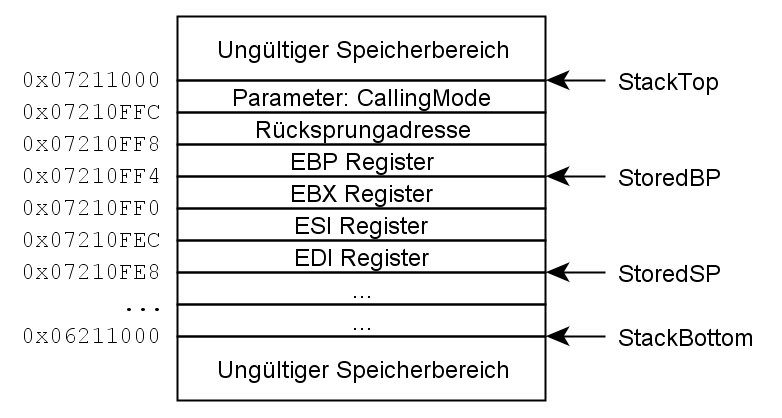 Ungültiger Speicherbereich
0x07211000 StackTop
Parameter: CallingMode
0x07210FFC
Rücksprungadresse
0x07210FF8
EBP Register
0x07210FF4 StoredBP
EBX Register
0x07210FF0
ESI Register
0x07210FEC
EDI Register
0x07210FE8 StoredSP
...
...
...
0x06211000 StackBottom
Ungültiger Speicherbereich